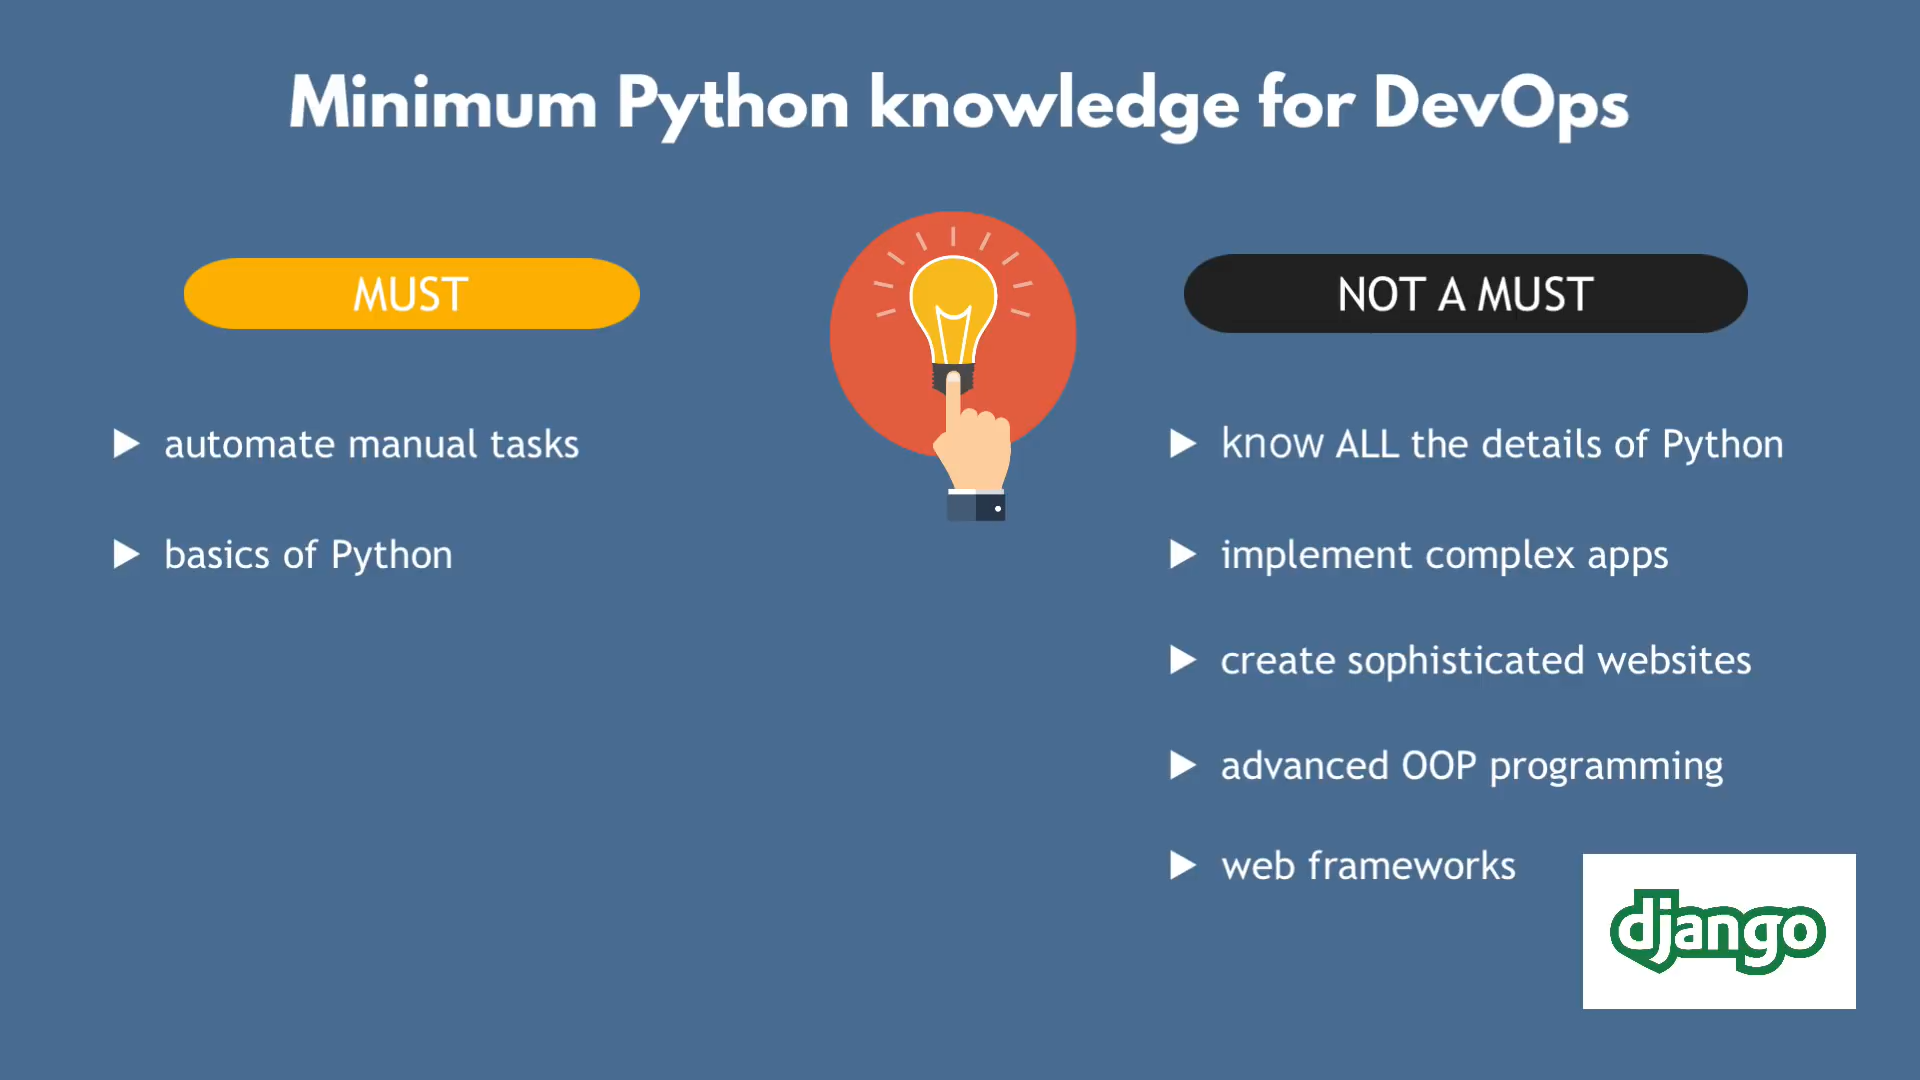 Minimum Python knowledge for DevOps
MUST
automate manual tasks
basics of Python
NOT A MUST
know ALL the details of Python
implement complex apps
create sophisticated websites
advanced OOP programming
web frameworks
django